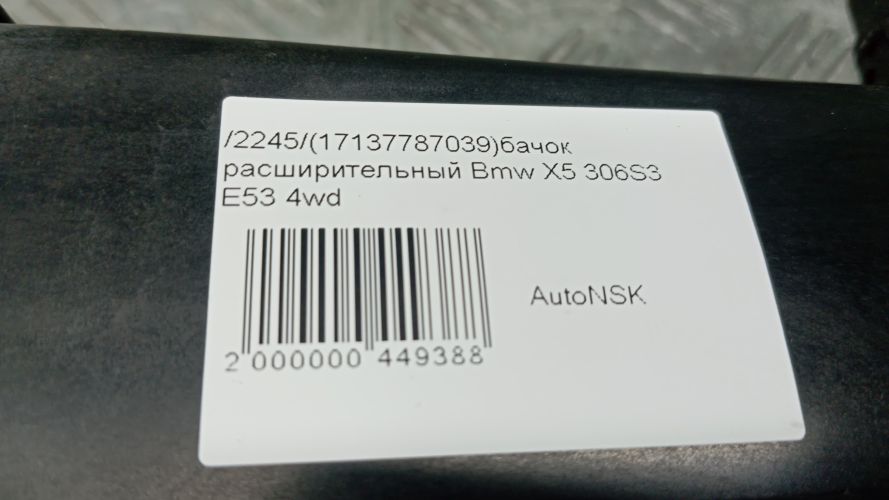 /2245/(17137787039)бачок
расширительный Bmw X5 306S3
E53 4wd
AutoNSK
2 000000 449388